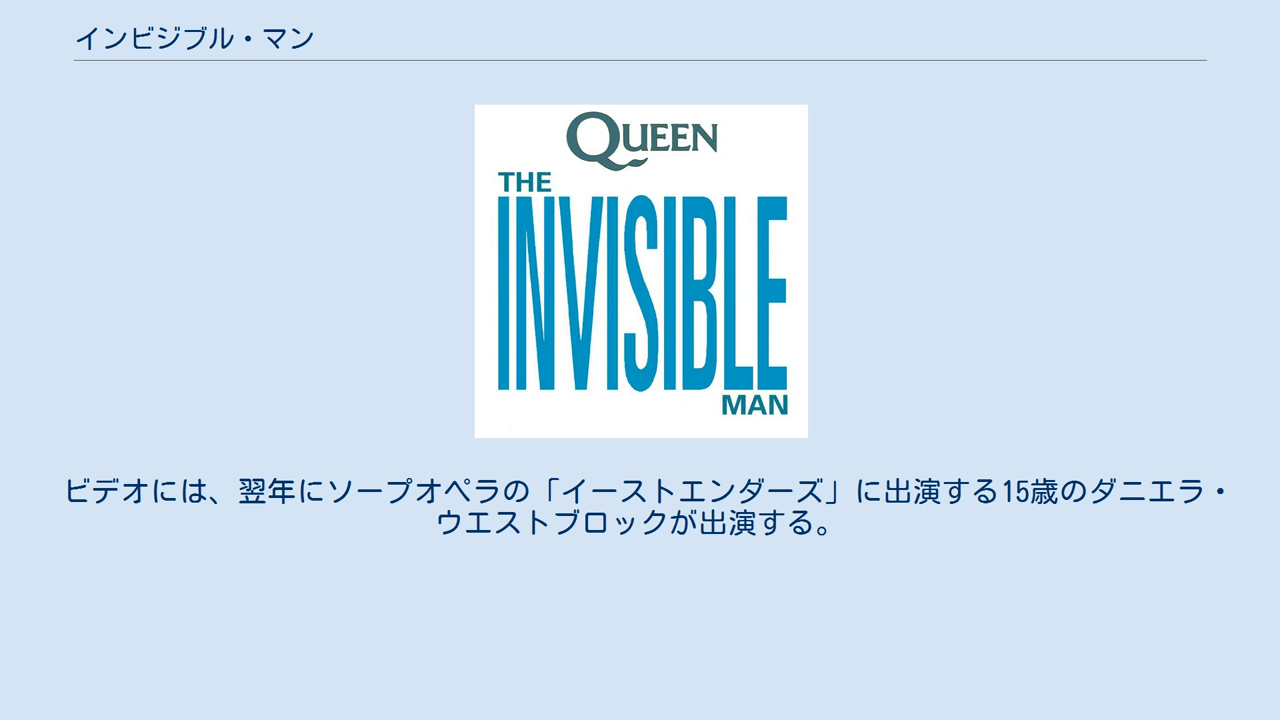 インビジブル・マン
QUEEN
THE
INVISIBLE
MAN
ビデオには、翌年にソープオペラの「イーストエンダーズ」に出演する15歳のダニエラ・
ウエストブロックが出演する。